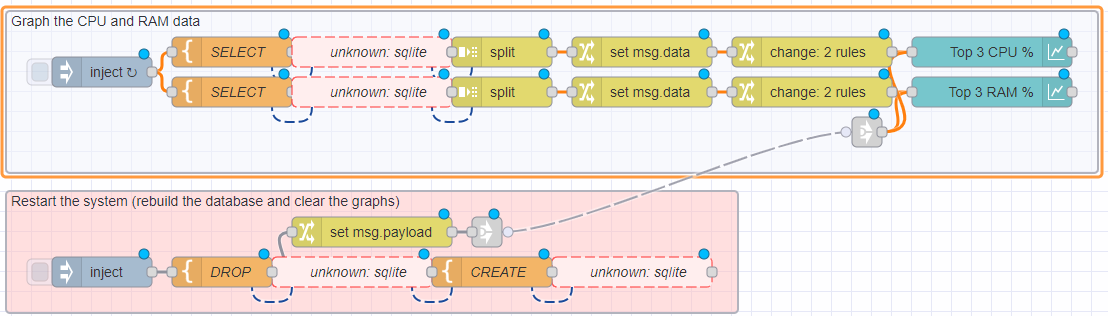 Graph the CPU and RAM data
inject ↻
SELECT
unknown: sqlite
split
set msg.data
change: 2 rules
Top 3 CPU %
SELECT
unknown: sqlite
split
set msg.data
change: 2 rules
Top 3 RAM %
Restart the system (rebuild the database and clear the graphs)
set msg.payload
inject
DROP
unknown: sqlite
CREATE
unknown: sqlite